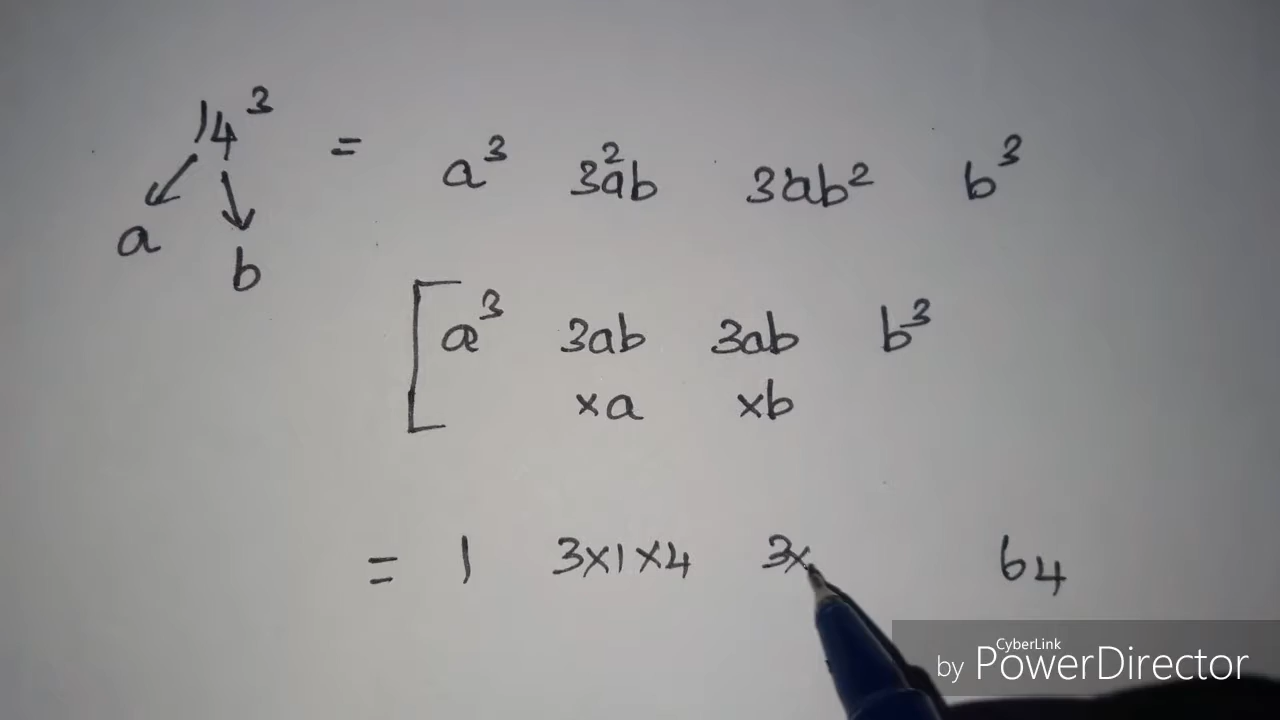 14³ = a³ 3a²b 3ab² b³
a b
a³ 3ab 3ab b³
×a ×b
= 1 3×1×4 3× 64
CyberLink
by PowerDirector